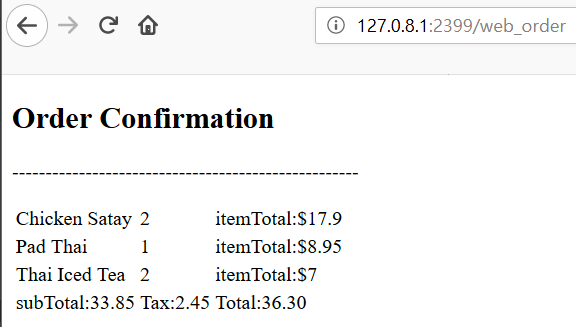 127.0.8.1:2399/web_order
Order Confirmation
----------------------------------------------------
Chicken Satay 2 itemTotal:$17.9
Pad Thai 1 itemTotal:$8.95
Thai Iced Tea 2 itemTotal:$7
subTotal:33.85 Tax:2.45 Total:36.30